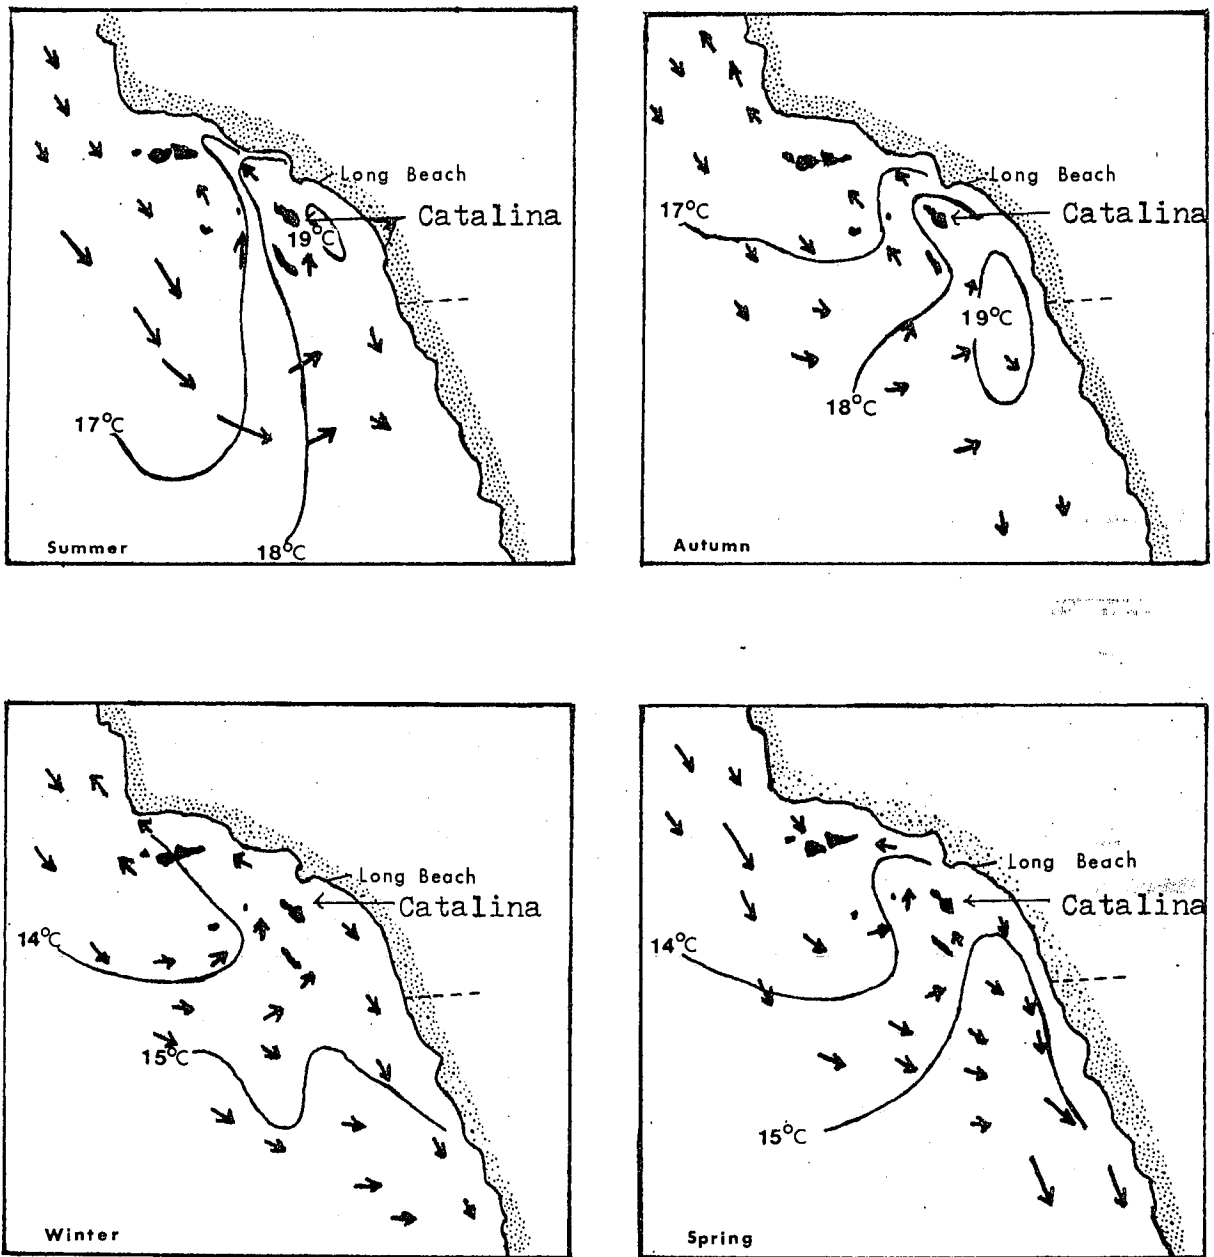 Long Beach
Catalina
19°C
17°C
18°C
Summer
Long Beach
17°C
Catalina
19°C
18°C
Autumn
Long Beach
Catalina
14°C
15°C
Winter
Long Beach
Catalina
14°C
15°C
Spring